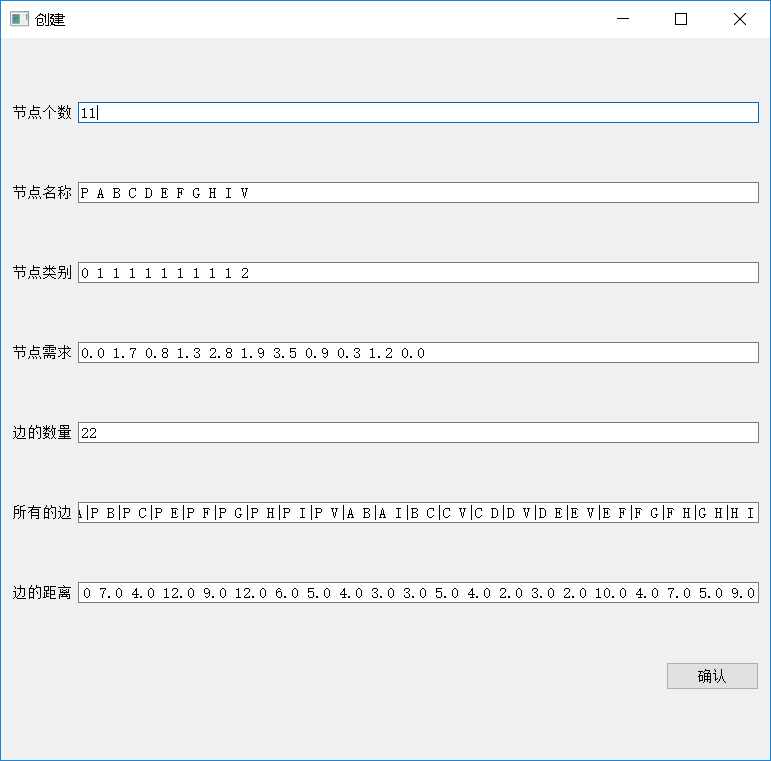 创建
节点个数 11
节点名称 P A B C D E F G H I V
节点类别 0 1 1 1 1 1 1 1 1 1 2
节点需求 0.0 1.7 0.8 1.3 2.8 1.9 3.5 0.9 0.3 1.2 0.0
边的数量 22
所有的边 A|P B|P C|P E|P F|P G|P H|P I|P V|A B|A I|B C|C V|C D|D V|D E|E V|E F|F G|F H|G H|H I
边的距离 0 7.0 4.0 12.0 9.0 12.0 6.0 5.0 4.0 3.0 3.0 5.0 4.0 2.0 3.0 2.0 10.0 4.0 7.0 5.0 9.0
确认